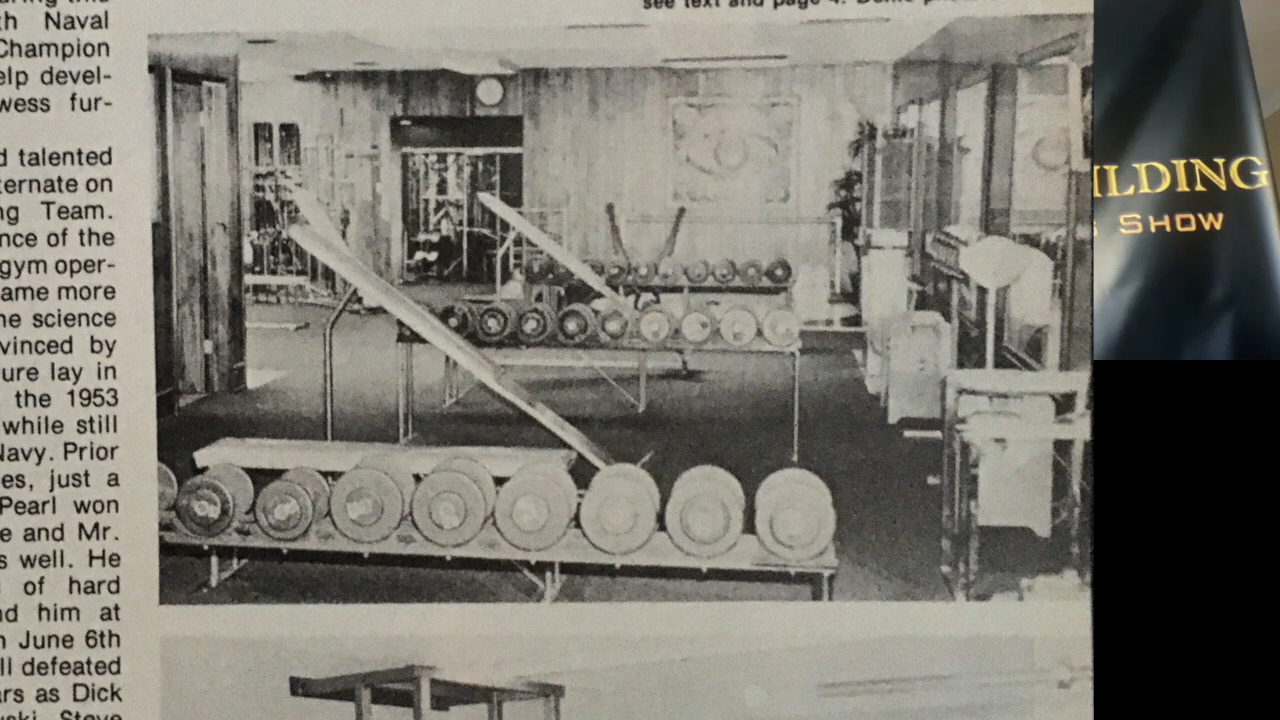 see text and page 4.
th Naval
Champion
elp devel-
wess fur-
d talented
ternate on
ng Team.
nce of the
gym oper-
ame more
he science
vinced by
ure lay in
the 1953
while still
Navy. Prior
es, just a
Pearl won
e and Mr.
s well. He
of hard
nd him at
n June 6th
ll defeated
ars as Dick
ILDING
SHOW